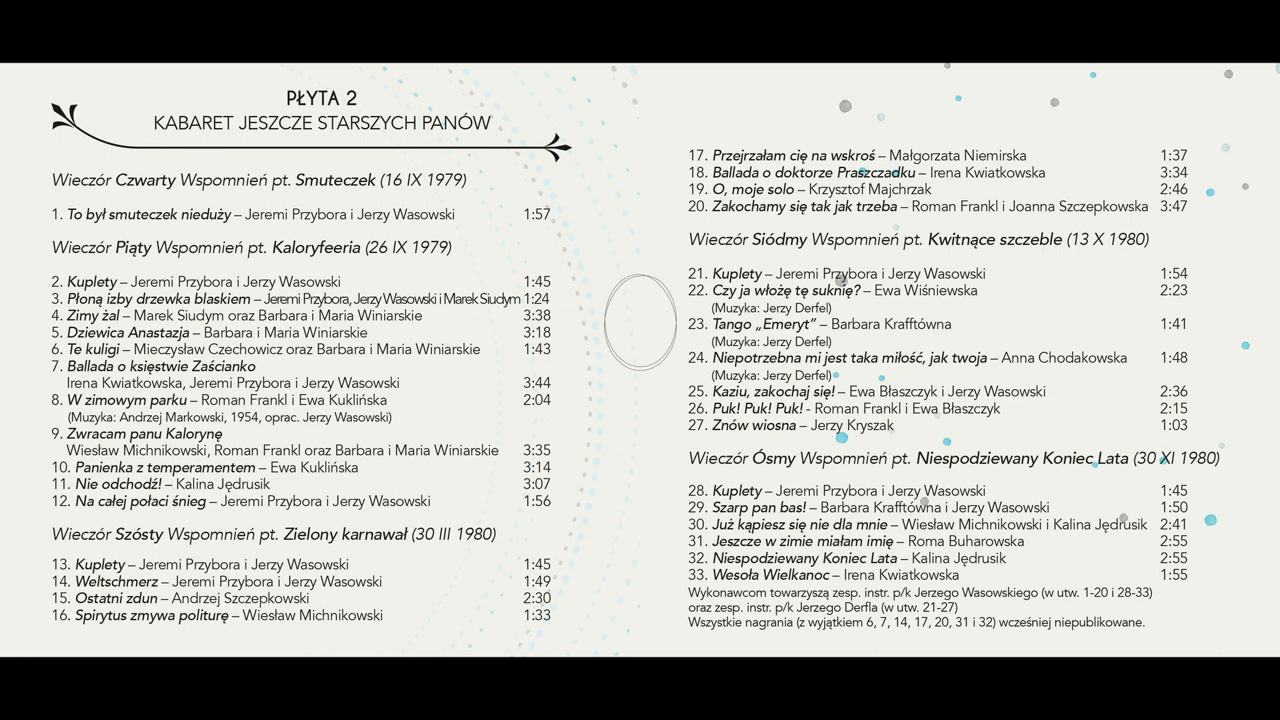 PŁYTA 2
KABARET JESZCZE STARSZYCH PANÓW
Wieczór Czwarty Wspomnień pt. Smuteczek (16 IX 1979)
1. To był smuteczek nieduży – Jeremi Przybora i Jerzy Wasowski 1:57
Wieczór Piąty Wspomnień pt. Kaloryfeeria (26 IX 1979)
2. Kuplety – Jeremi Przybora i Jerzy Wasowski 1:45
3. Płoną izby drzewka blaskiem – Jeremi Przybora, Jerzy Wasowski i Marek Siudym 1:24
4. Zimy żal – Marek Siudym oraz Barbara i Maria Winiarskie 3:38
5. Dziewica Anastazja – Barbara i Maria Winiarskie 3:18
6. Te kuligi – Mieczysław Czechowicz oraz Barbara i Maria Winiarskie 1:43
7. Ballada o księstwie Zaścianko
Irena Kwiatkowska, Jeremi Przybora i Jerzy Wasowski 3:44
8. W zimowym parku – Roman Frankl i Ewa Kuklińska 2:04
(Muzyka: Andrzej Markowski, 1954, oprac. Jerzy Wasowski)
9. Zwracam panu Kalorynę
Wiesław Michnikowski, Roman Frankl oraz Barbara i Maria Winiarskie 3:35
10. Panienka z temperamentem – Ewa Kuklińska 3:14
11. Nie odchodź! – Kalina Jędrusik 3:07
12. Na całej połaci śnieg – Jeremi Przybora i Jerzy Wasowski 1:56
Wieczór Szósty Wspomnień pt. Zielony karnawał (30 III 1980)
13. Kuplety – Jeremi Przybora i Jerzy Wasowski 1:45
14. Weltschmerz – Jeremi Przybora i Jerzy Wasowski 1:49
15. Ostatni zdun – Andrzej Szczepkowski 2:30
16. Spirytus zmywa politurę – Wiesław Michnikowski 1:33
17. Przejrzałam cię na wskroś – Małgorzata Niemirska 1:37
18. Ballada o doktorze Praszczadku – Irena Kwiatkowska 3:34
19. O, moje solo – Krzysztof Majchrzak 2:46
20. Zakochamy się tak jak trzeba – Roman Frankl i Joanna Szczepkowska 3:47
Wieczór Siódmy Wspomnień pt. Kwitnące szczeble (13 X 1980)
21. Kuplety – Jeremi Przybora i Jerzy Wasowski 1:54
22. Czy ja włożę tę suknię? – Ewa Wiśniewska 2:23
(Muzyka: Jerzy Derfel)
23. Tango „Emeryt” – Barbara Krafftówna 1:41
(Muzyka: Jerzy Derfel)
24. Niepotrzebna mi jest taka miłość, jak twoja – Anna Chodakowska 1:48
(Muzyka: Jerzy Derfel)
25. Kaziu, zakochaj się! – Ewa Błaszczyk i Jerzy Wasowski 2:36
26. Puk! Puk! Puk! - Roman Frankl i Ewa Błaszczyk 2:15
27. Znów wiosna – Jerzy Kryszak 1:03
Wieczór Ósmy Wspomnień pt. Niespodziewany Koniec Lata (30 XI 1980)
28. Kuplety – Jeremi Przybora i Jerzy Wasowski 1:45
29. Szarp pan bas! – Barbara Krafftówna i Jerzy Wasowski 1:50
30. Już kąpiesz się nie dla mnie – Wiesław Michnikowski i Kalina Jędrusik 2:41
31. Jeszcze w zimie miałam imię – Roma Buharowska 2:55
32. Niespodziewany Koniec Lata – Kalina Jędrusik 2:55
33. Wesoła Wielkanoc – Irena Kwiatkowska 1:55
Wykonawcom towarzyszą zesp. instr. p/k Jerzego Wasowskiego (w utw. 1-20 i 28-33)
oraz zesp. instr. p/k Jerzego Derfla (w utw. 21-27)
Wszystkie nagrania (z wyjątkiem 6, 7, 14, 17, 20, 31 i 32) wcześniej niepublikowane.